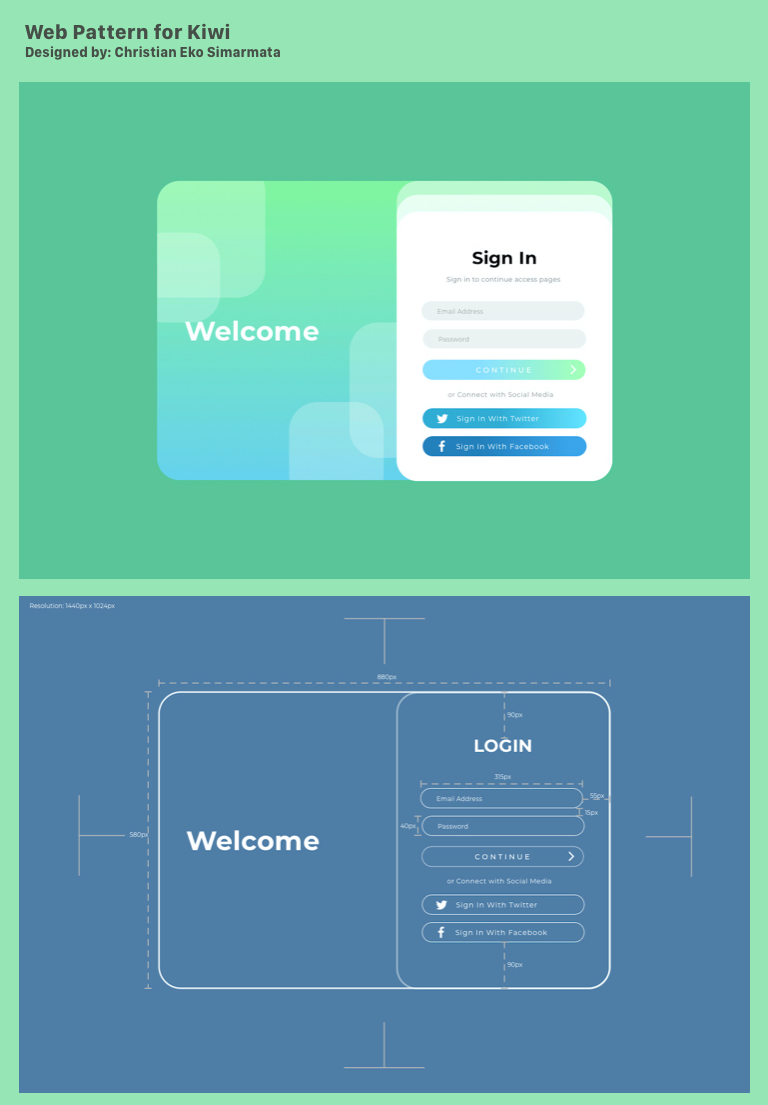 Web Pattern for Kiwi
Designed by: Christian Eko Simarmata
Welcome
Sign In
Sign in to continue access pages
Email Address
Password
CONTINUE
or Connect with Social Media
Sign In With Twitter
Sign In With Facebook
Resolution: 1440px x 1024px
880px
90px
LOGIN
315px
Email Address
55px
15px
40px
Password
580px
Welcome
CONTINUE
or Connect with Social Media
Sign In With Twitter
Sign In With Facebook
90px